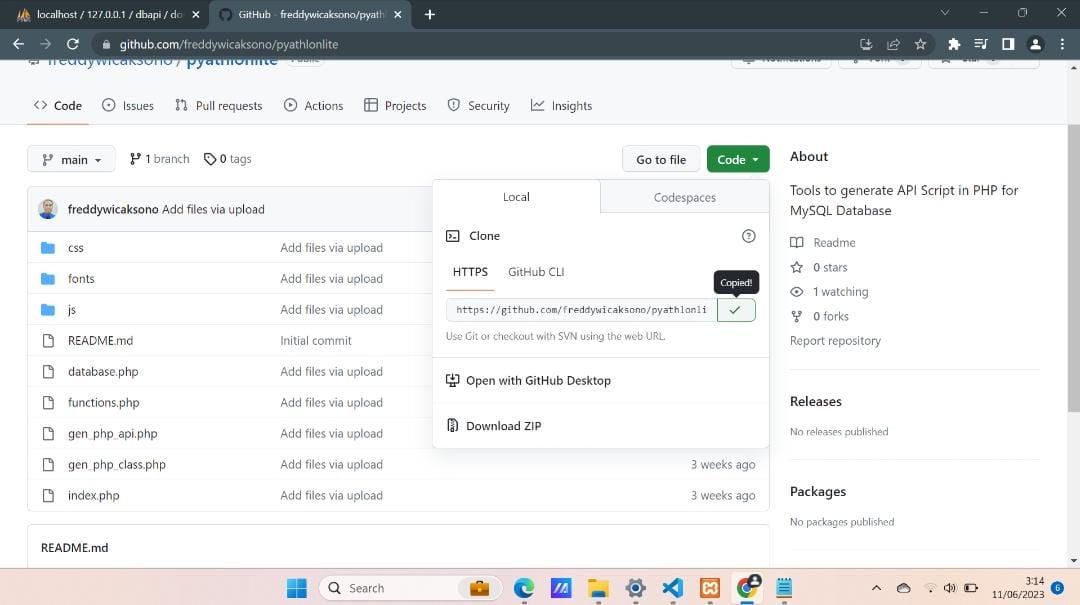 localhost / 127.0.0.1 / dbapi / do
GitHub - freddywicaksono/pyath
github.com/freddywicaksono/pyathlonlite
freddywicaksono / pyathlonlite Public
Notifications
Fork
Star
Code
Issues
Pull requests
Actions
Projects
Security
Insights
main
1 branch
0 tags
Go to file
Code
About
Tools to generate API Script in PHP for
MySQL Database
Readme
0 stars
1 watching
0 forks
Report repository
Releases
No releases published
Packages
No packages published
Local
Codespaces
Clone
HTTPS
GitHub CLI
Copied!
https://github.com/freddywicaksono/pyathlonli
Use Git or checkout with SVN using the web URL.
Open with GitHub Desktop
Download ZIP
freddywicaksono Add files via upload
css Add files via upload
fonts Add files via upload
js Add files via upload
README.md Initial commit
database.php Add files via upload
functions.php Add files via upload
gen_php_api.php Add files via upload
gen_php_class.php Add files via upload 3 weeks ago
index.php Add files via upload 3 weeks ago
README.md
Search
3:14
11/06/2023
6